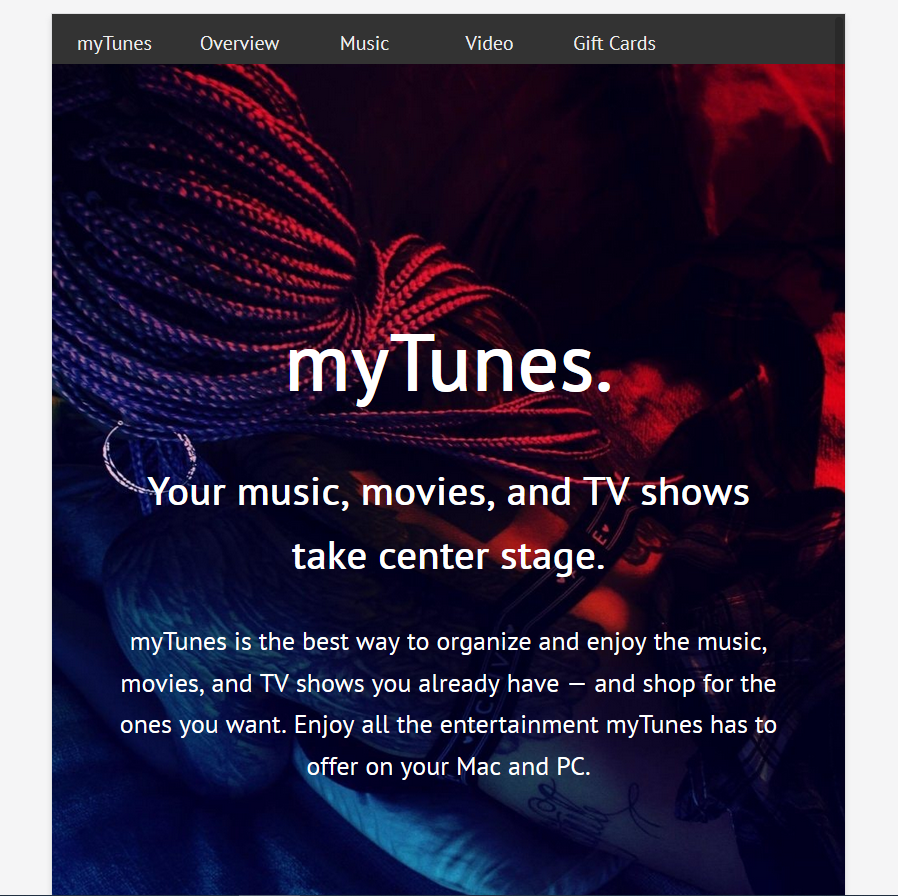 myTunes Overview Music Video Gift Cards
myTunes.
Your music, movies, and TV shows
take center stage.
myTunes is the best way to organize and enjoy the music,
movies, and TV shows you already have — and shop for the
ones you want. Enjoy all the entertainment myTunes has to
offer on your Mac and PC.